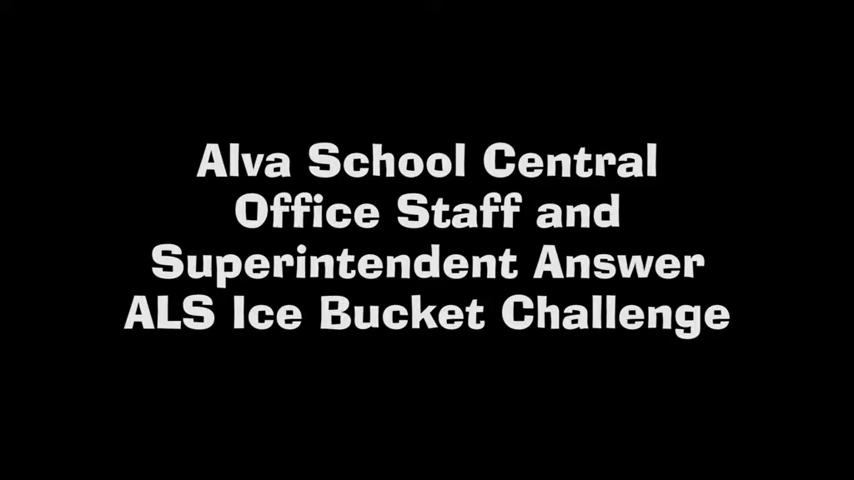 Alva School Central
Office Staff and
Superintendent Answer
ALS Ice Bucket Challenge